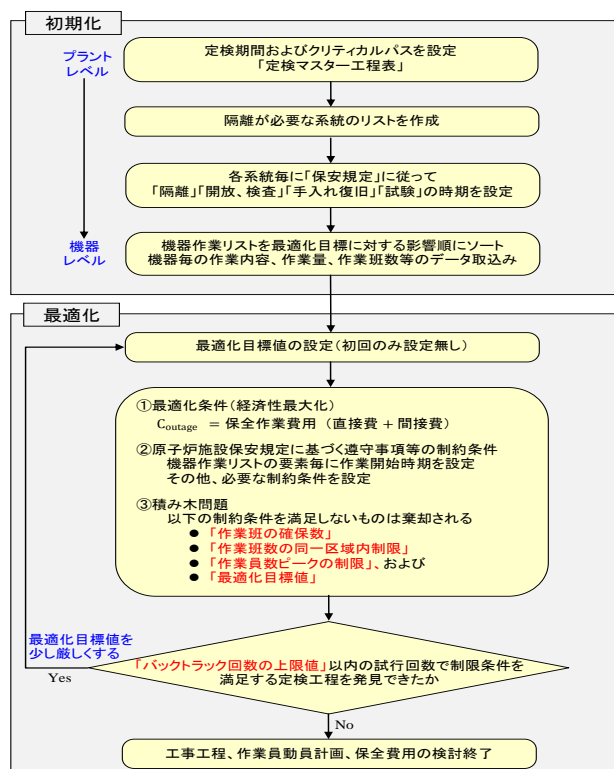 初期化
プラント
レベル
定検期間およびクリティカルパスを設定
「定検マスター工程表」
隔離が必要な系統のリストを作成
各系統毎に「保安規定」に従って
「隔離」「開放、検査」「手入れ復旧」「試験」の時期を設定
機器
レベル
機器作業リストを最適化目標に対する影響順にソート
機器毎の作業内容、作業量、作業班数等のデータ取込み
最適化
最適化目標値の設定（初回のみ設定無し）
①最適化条件（経済性最大化）
Coutage ＝保全作業費用（直接費＋間接費）
②原子炉施設保安規定に基づく遵守事項等の制約条件
機器作業リストの要素毎に作業開始時期を設定
その他、必要な制約条件を設定
③積み木問題
以下の制約条件を満足しないものは棄却される
● 「作業班の確保数」
● 「作業班数の同一区域内制限」
● 「作業員数ピークの制限」、および
● 「最適化目標値」
最適化目標値を
少し厳しくする
Yes
「バックトラック回数の上限値」以内の試行回数で制限条件を
満足する定検工程を発見できたか
No
工事工程、作業員動員計画、保全費用の検討終了